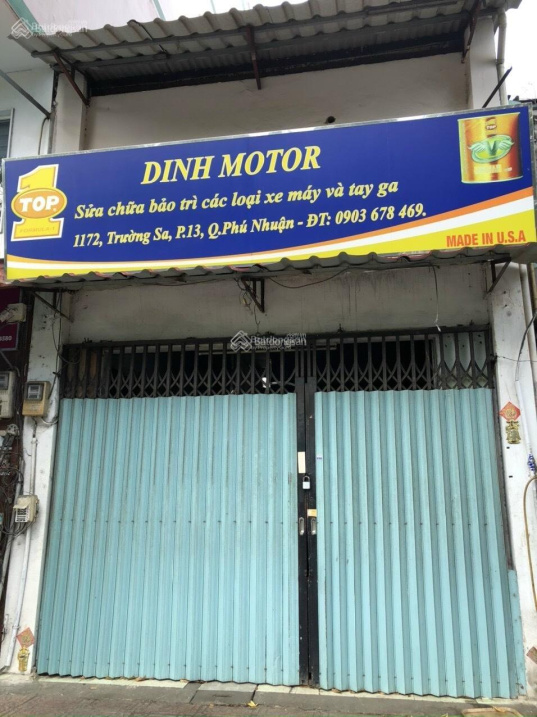 DINH MOTOR
1
TOP
Sửa chữa bảo trì các loại xe máy và tay ga
1172, Trường Sa, P.13, Q.Phú Nhuận - ĐT: 0903 678 469.
MADE IN U.S.A
Batdongsan